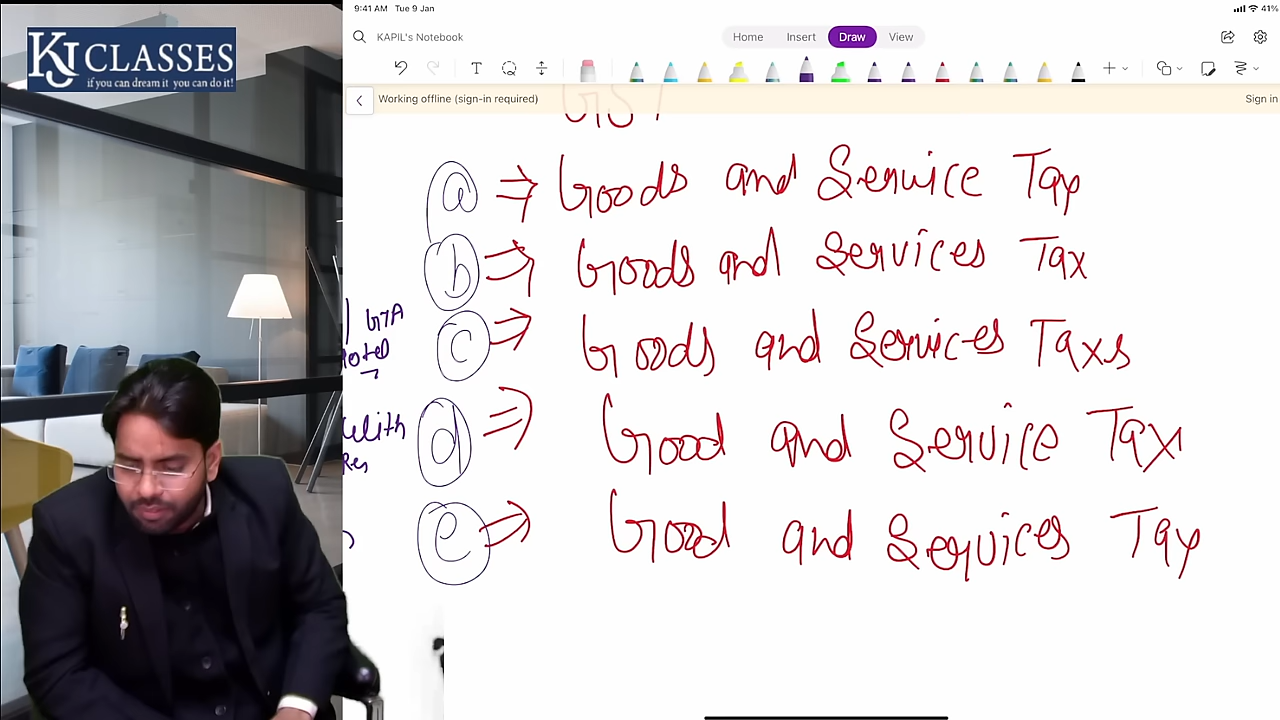 9:41 AM Tue 9 Jan
41%
KJ CLASSES
if you can dream it you can do it!
KAPIL's Notebook
Home Insert Draw View
Working offline (sign-in required)
Sign in
GST
a ⇒ Goods and Service Tax
b ⇒ Goods and Services Tax
c ⇒ Goods and Services Taxs
d ⇒ Good and Service Tax
e ⇒ Good and Services Tax
GTA